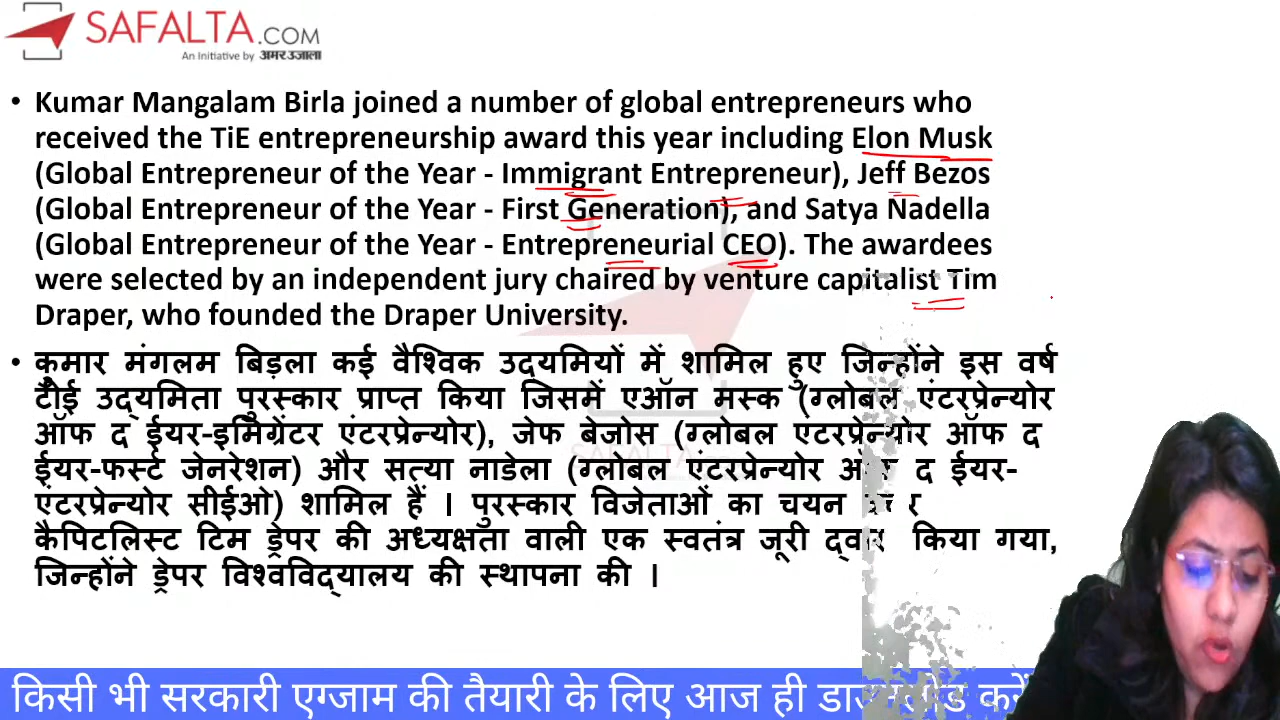 SAFALTA.COM
An Initiative by अमर उजाला
• Kumar Mangalam Birla joined a number of global entrepreneurs who
received the TiE entrepreneurship award this year including Elon Musk
(Global Entrepreneur of the Year - Immigrant Entrepreneur), Jeff Bezos
(Global Entrepreneur of the Year - First Generation), and Satya Nadella
(Global Entrepreneur of the Year - Entrepreneurial CEO). The awardees
were selected by an independent jury chaired by venture capitalist Tim
Draper, who founded the Draper University.
• कुमार मंगलम बिड़ला कई वैश्विक उद्यमियों में शामिल हुए जिन्होंने इस वर्ष
टीाई उद्यमिता पुरस्कार प्राप्त किया जिसमें एऑन मस्क (ग्लोबल एंटरप्रेन्योर
ऑफ द ईयर-इमिग्रेंटर एंटरप्रेन्योर), जेफ बेजोस (ग्लोबल एंटरप्रेन्योर ऑफ द
ईयर-फर्स्ट जेनरेशन) और सत्या नाडेला (ग्लोबल एंटरप्रेन्योर द ईयर-
एंटरप्रेन्योर सीईओ) शामिल हैं । पुरस्कार विजेताओं का चयन
कैपिटलिस्ट टिम ड्रेपर की अध्यक्षता वाली एक स्वतंत्र जूरी किया गया,
जिन्होंने ड्रेपर विश्वविद्यालय की स्थापना की ।
किसी भी सरकारी एग्जाम की तैयारी के लिए आज ही करें